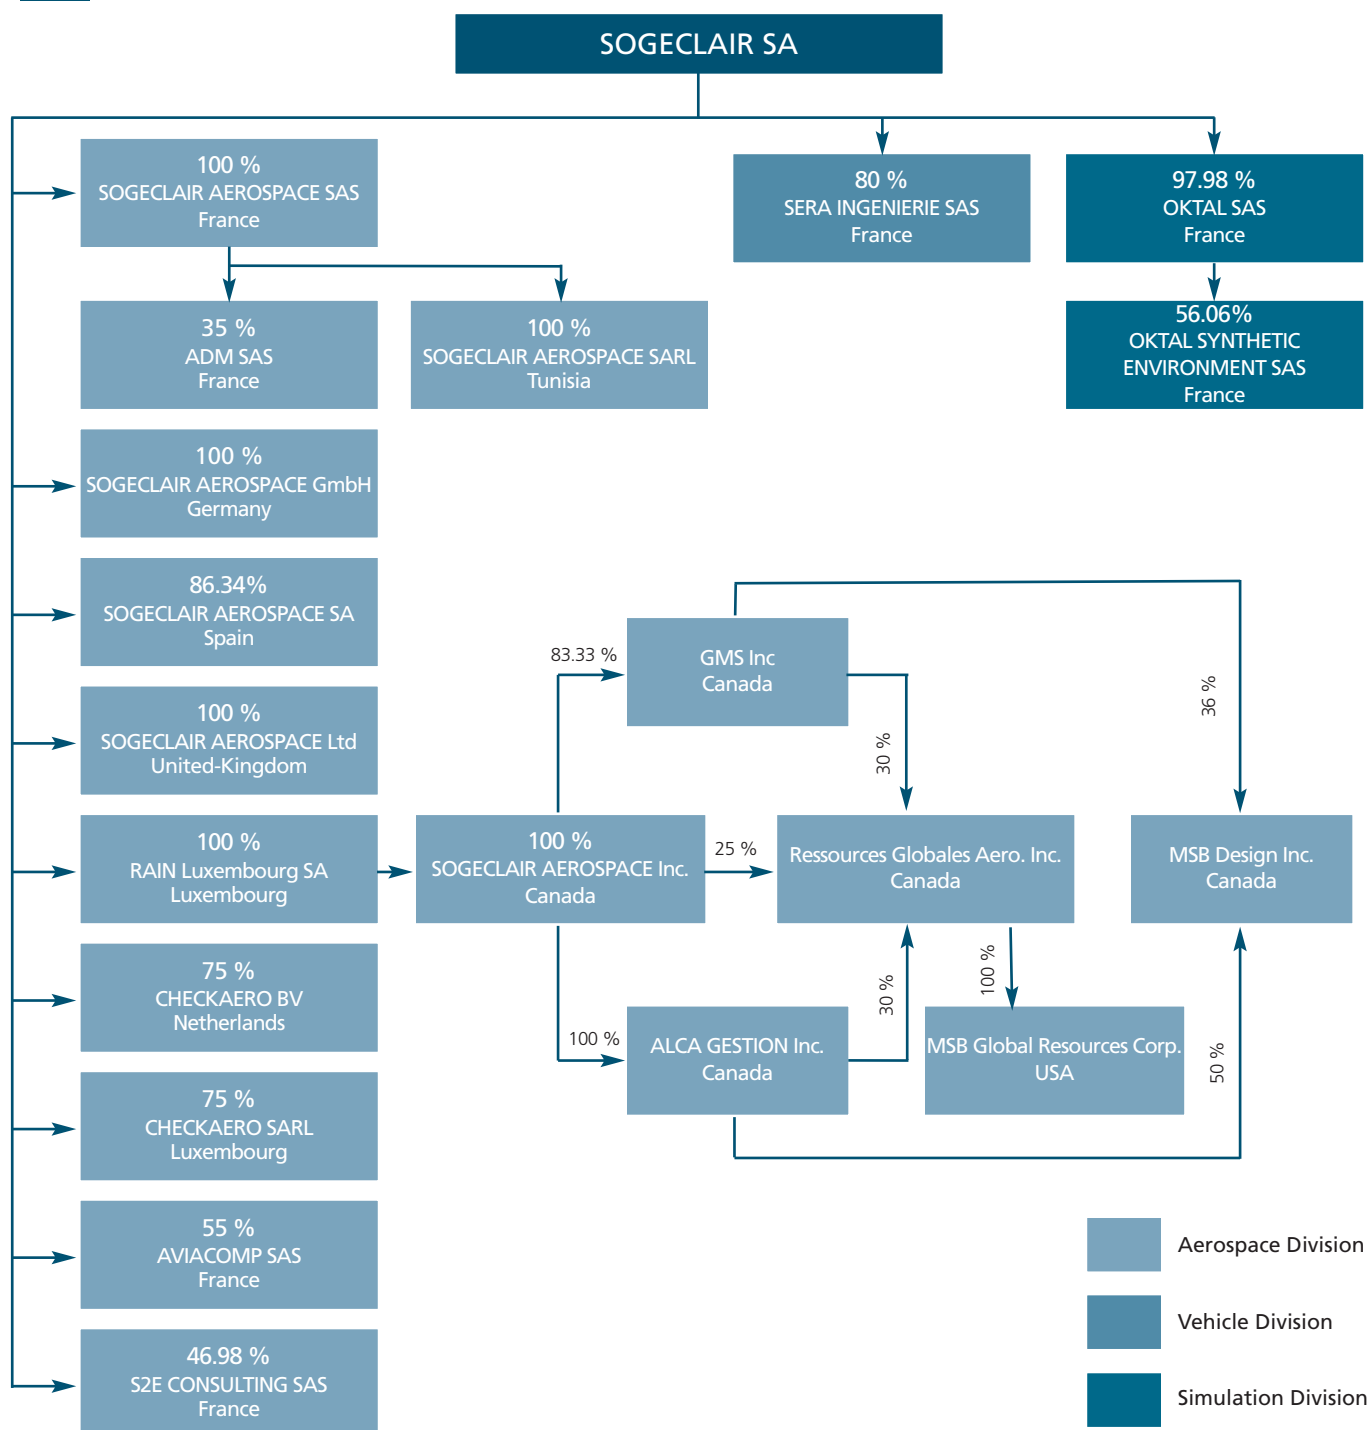 SOGECLAIR SA
100 %
SOGECLAIR AEROSPACE SAS
France
80 %
SERA INGENIERIE SAS
France
97.98 %
OKTAL SAS
France
35 %
ADM SAS
France
100 %
SOGECLAIR AEROSPACE SARL
Tunisia
56.06%
OKTAL SYNTHETIC
ENVIRONMENT SAS
France
100 %
SOGECLAIR AEROSPACE GmbH
Germany
86.34%
SOGECLAIR AEROSPACE SA
Spain
100 %
SOGECLAIR AEROSPACE Ltd
United-Kingdom
100 %
RAIN Luxembourg SA
Luxembourg
100 %
SOGECLAIR AEROSPACE Inc.
Canada
83.33 %
GMS Inc
Canada
30 %
36 %
25 %
Ressources Globales Aero. Inc.
Canada
MSB Design Inc.
Canada
100 %
ALCA GESTION Inc.
Canada
30 %
100 %
MSB Global Resources Corp.
USA
50 %
75 %
CHECKAERO BV
Netherlands
75 %
CHECKAERO SARL
Luxembourg
55 %
AVIACOMP SAS
France
46.98 %
S2E CONSULTING SAS
France
Aerospace Division
Vehicle Division
Simulation Division